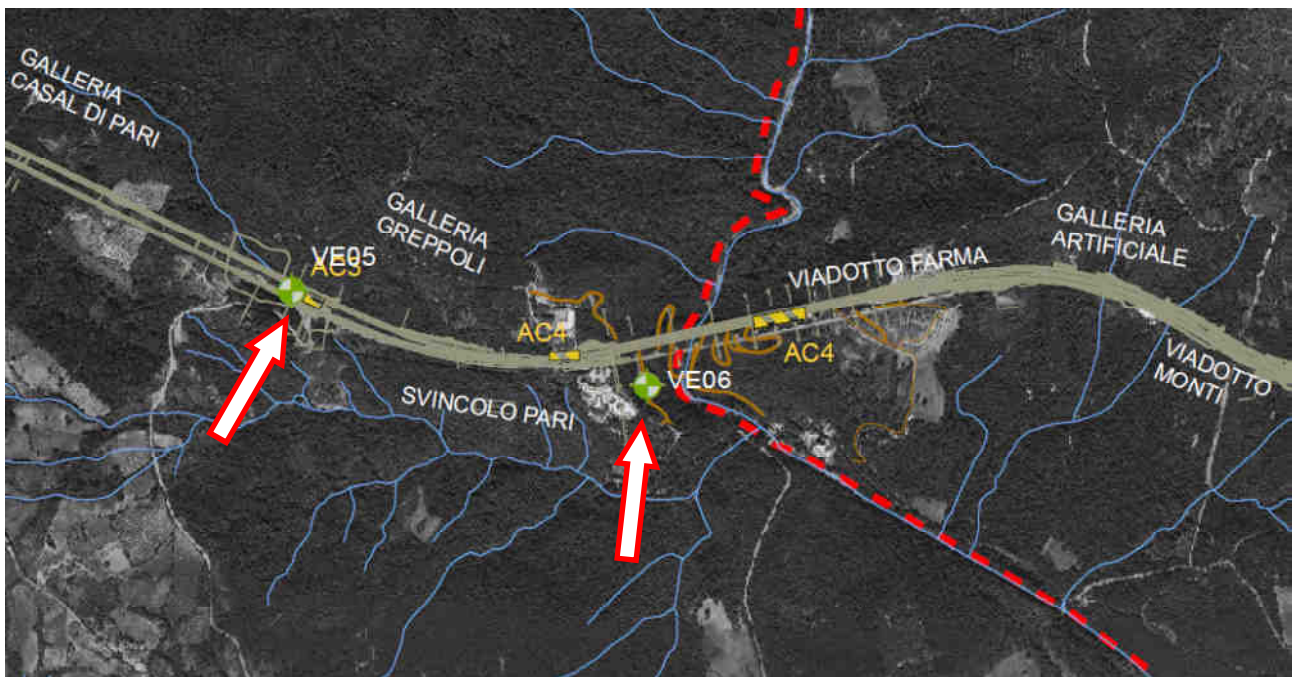 GALLERIA
CASAL DI PARI
VE05
AC3
GALLERIA
GREPPOLI
GALLERIA
ARTIFICIALE
VIADOTTO FARMA
AC4
AC4
VE06
VIADOTTO
MONTI
SVINCOLO PARI